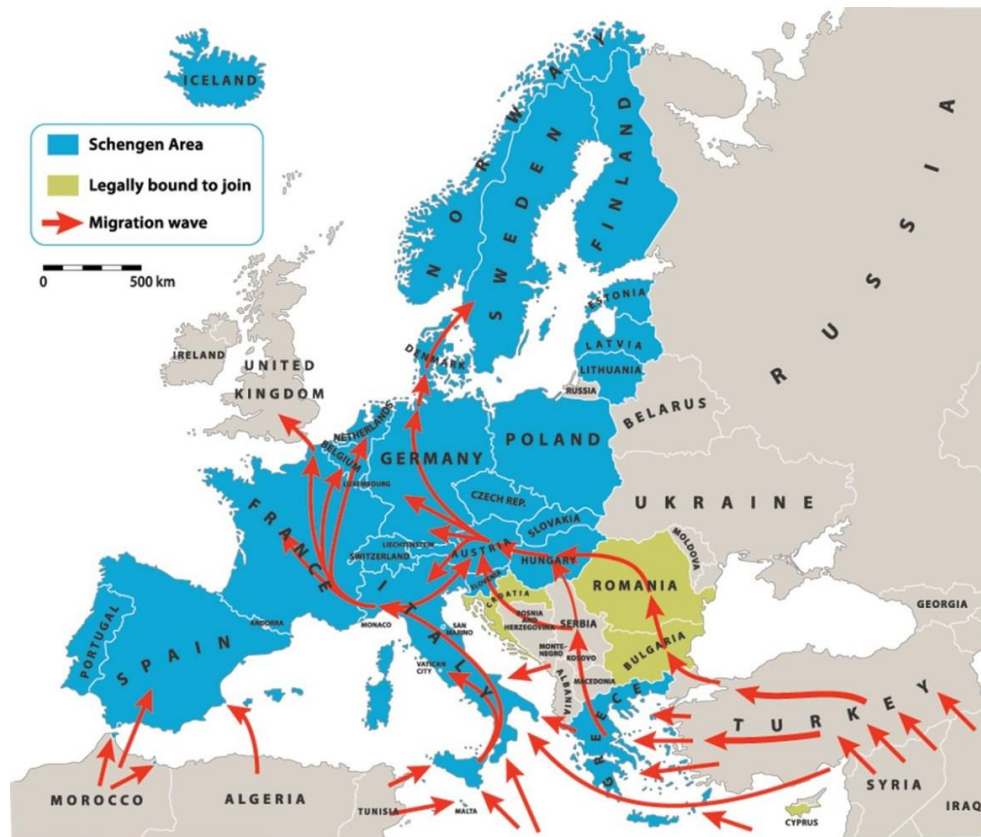 ICELAND
Schengen Area
Legally bound to join
Migration wave
0 500 km
NORWAY
SWEDEN
FINLAND
RUSSIA
ESTONIA
LATVIA
LITHUANIA
RUSSIA
DENMARK
IRELAND
UNITED
KINGDOM
NETHERLANDS
BELGIUM
LUXEMBOURG
GERMANY
POLAND
BELARUS
UKRAINE
CZECH REP.
SLOVAKIA
MOLDOVA
FRANCE
LIECHTENSTEIN
SWITZERLAND
AUSTRIA
HUNGARY
SLOVENIA
CROATIA
ROMANIA
BOSNIA
AND
HERZEGOVINA
SERBIA
GEORGIA
ANDORRA
MONACO
SAN
MARINO
ITALY
VATICAN
CITY
MONTE-
NEGRO
KOSOVO
BULGARIA
MACEDONIA
ALBANIA
PORTUGAL
SPAIN
GREECE
TURKEY
SYRIA
IRAQ
CYPRUS
MOROCCO
ALGERIA
TUNISIA
MALTA